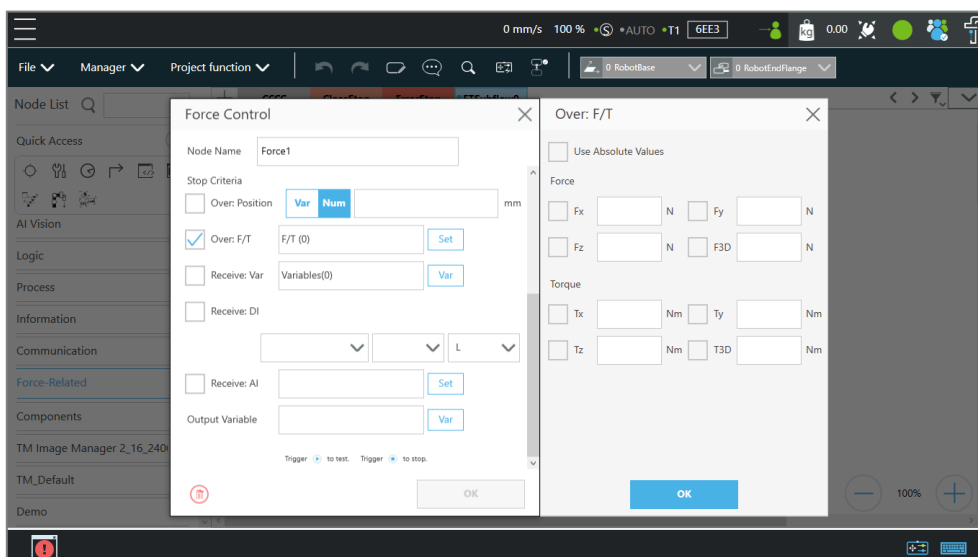 0 mm/s 100 % S AUTO T1 6EE3 kg 0.00
File Manager Project function 0 RobotBase 0 RobotEndFlange
Node List
Force Control
Over: F/T
Node Name Force1
Use Absolute Values
Quick Access
Stop Criteria
Force
Over: Position Var Num mm
Fx N Fy N
AI Vision
Over: F/T F/T (0) Set
Fz N F3D N
Logic
Receive: Var Variables(0) Var
Process
Torque
Information
Receive: DI
Tx Nm Ty Nm
Communication
L
Tz Nm T3D Nm
Force-Related
Receive: AI Set
Components
Output Variable Var
TM Image Manager 2_16_240
Trigger to test. Trigger to stop.
TM_Default
OK
OK
100%
Demo